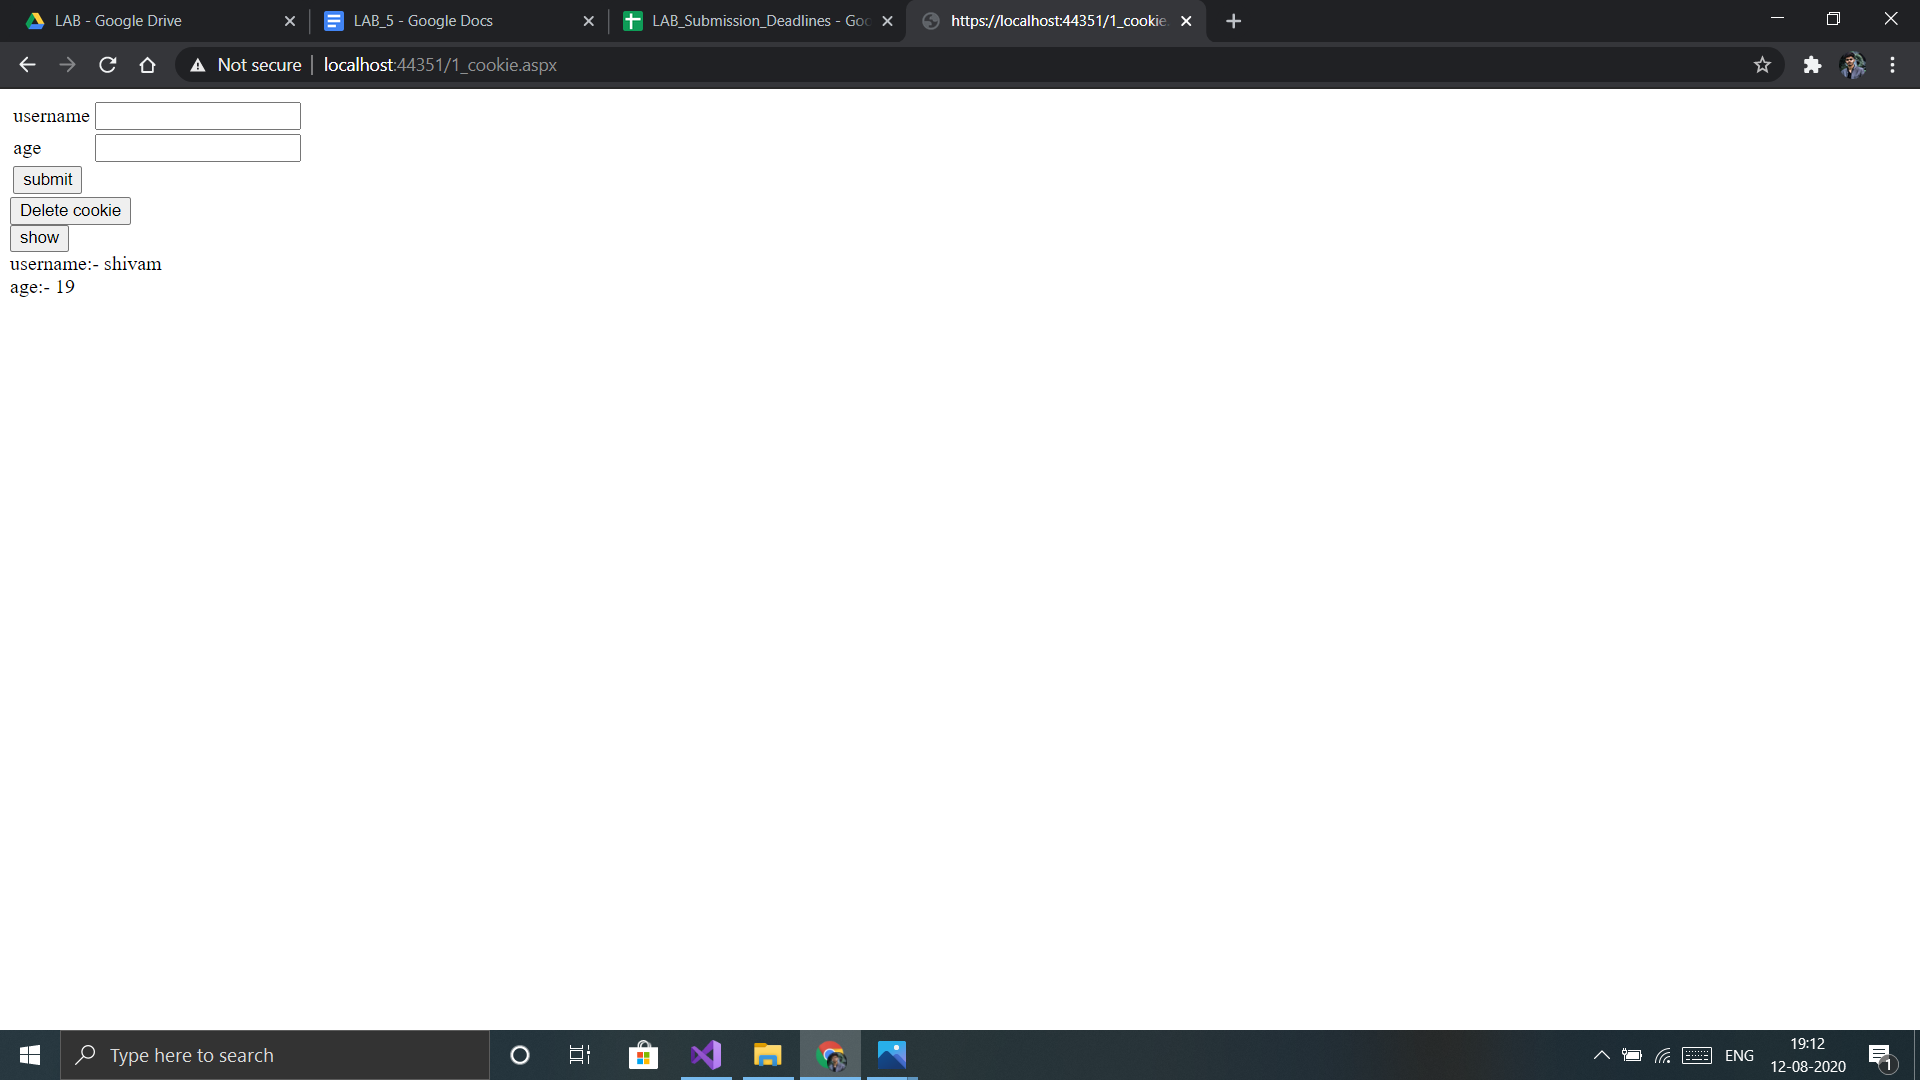 LAB - Google Drive
LAB_5 - Google Docs
LAB_Submission_Deadlines - Goo
https://localhost:44351/1_cookie.
Not secure
localhost:44351/1_cookie.aspx
username
age
submit
Delete cookie
show
username:- shivam
age:- 19
Type here to search
ENG
19:12
12-08-2020
1